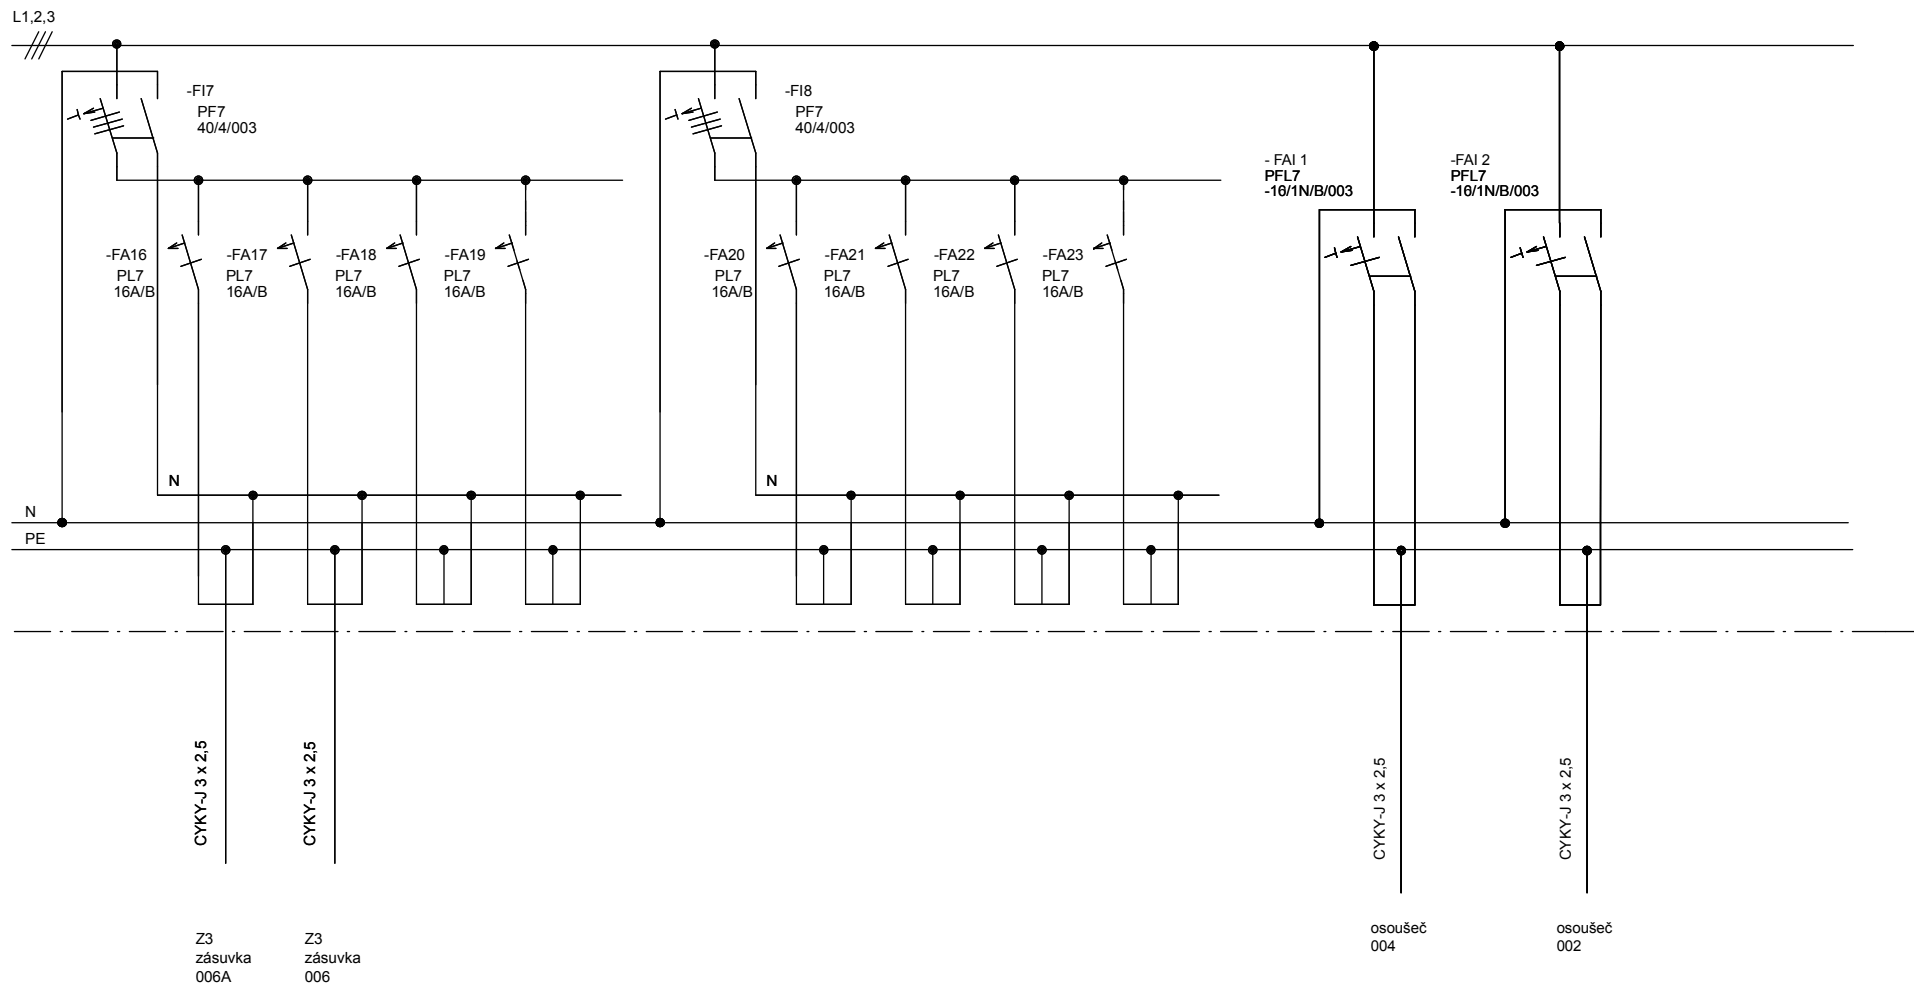 L1,2,3
-FI7
PF7
40/4/003
-FI8
PF7
40/4/003
- FAI 1
PFL7
-16/1N/B/003
-FAI 2
PFL7
-16/1N/B/003
-FA16
PL7
16A/B
-FA17
PL7
16A/B
-FA18
PL7
16A/B
-FA19
PL7
16A/B
-FA20
PL7
16A/B
-FA21
PL7
16A/B
-FA22
PL7
16A/B
-FA23
PL7
16A/B
N
N
N
PE
CYKY-J 3 x 2,5
CYKY-J 3 x 2,5
CYKY-J 3 x 2,5
CYKY-J 3 x 2,5
Z3
zásuvka
006A
Z3
zásuvka
006
osoušeč
004
osoušeč
002